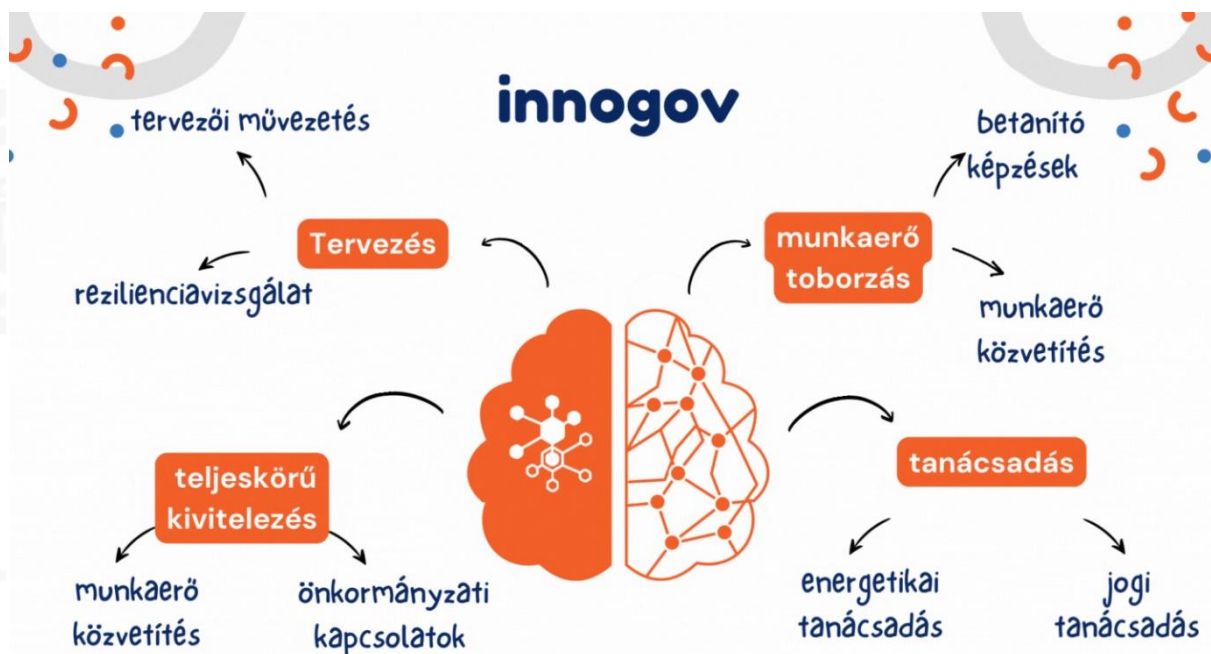 innogov
tervezői művezetés
Tervezés
rezilienciavizsgálat
betanító
képzések
munkaerő
toborzás
munkaerő
közvetítés
teljeskörű
kivitelezés
munkaerő
közvetítés
önkormányzati
kapcsolatok
tanácsadás
energetikai
tanácsadás
jogi
tanácsadás